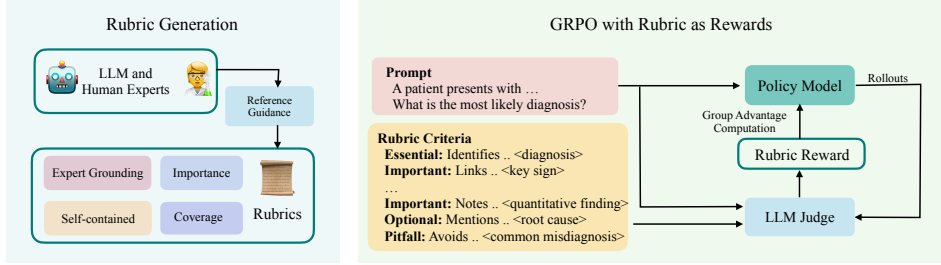 Rubric Generation
LLM and
Human Experts
Reference
Guidance
Expert Grounding
Importance
Self-contained
Coverage
Rubrics
GRPO with Rubric as Rewards
Prompt
A patient presents with …
What is the most likely diagnosis?
Rubric Criteria
Essential: Identifies .. <diagnosis>
Important: Links .. <key sign>
…
Important: Notes .. <quantitative finding>
Optional: Mentions .. <root cause>
Pitfall: Avoids .. <common misdiagnosis>
Policy Model
Rollouts
Group Advantage
Computation
Rubric Reward
LLM Judge